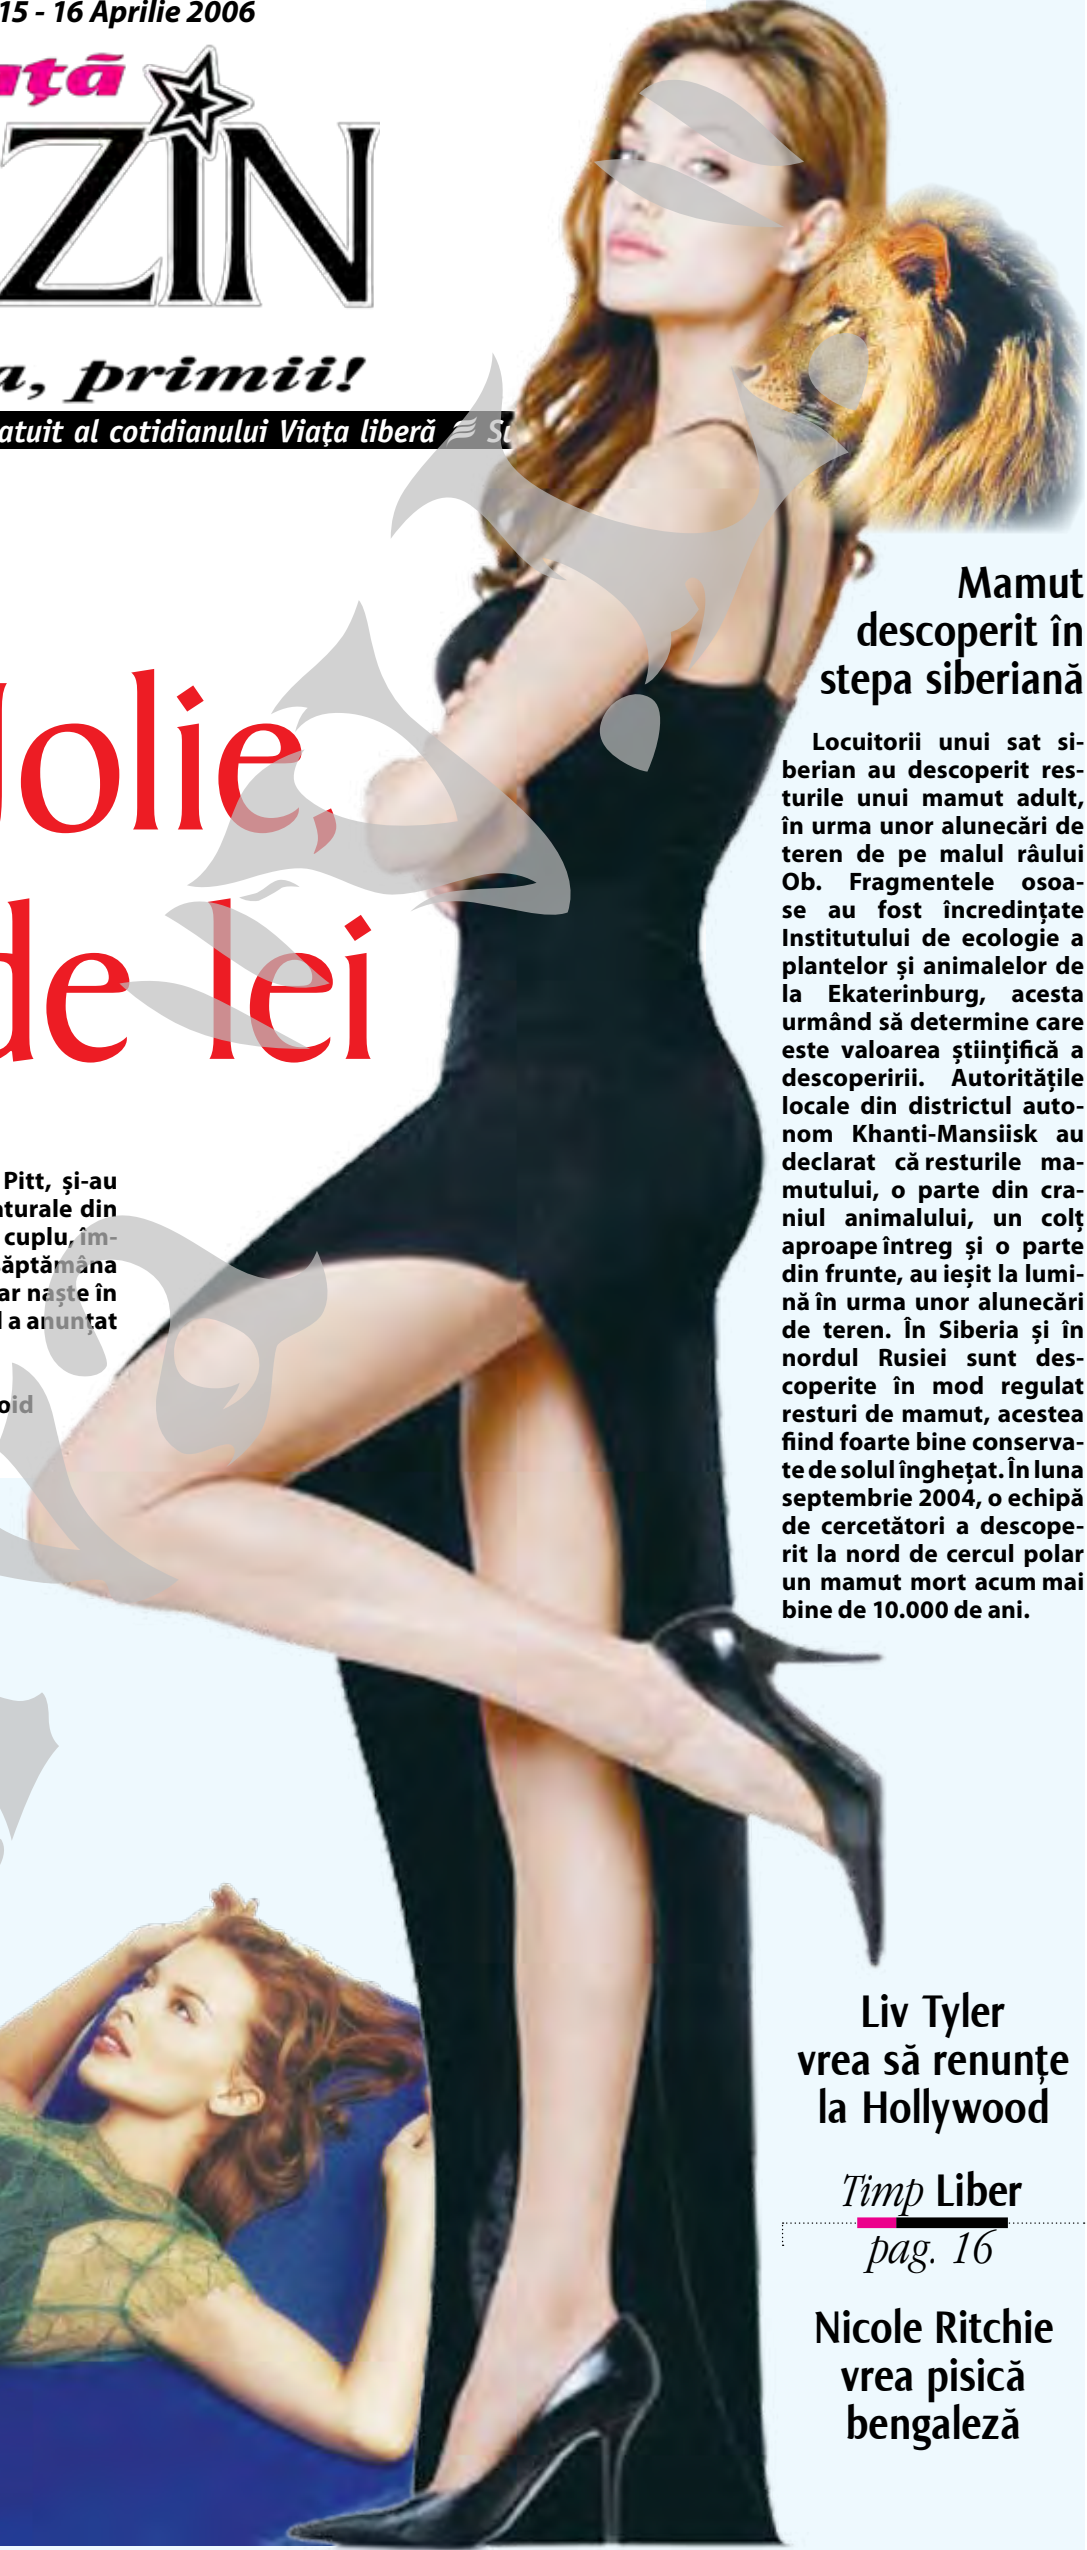 15 - 16 Aprilie 2006
ață
ZIN
a, primii!
atuit al cotidianului Viaţa liberă Su
Jolie,
de lei
Pitt, și-au
aturale din
cuplu, îm-
săptămâna
ar naște în
l a anunțat
oid
Mamut
descoperit în
stepa siberiană
Locuitorii unui sat si-
berian au descoperit res-
turile unui mamut adult,
în urma unor alunecări de
teren de pe malul râului
Ob. Fragmentele osoa-
se au fost încredințate
Institutului de ecologie a
plantelor și animalelor de
la Ekaterinburg, acesta
urmând să determine care
este valoarea științifică a
descoperirii. Autoritățile
locale din districtul auto-
nom Khanti-Mansiisk au
declarat că resturile ma-
mutului, o parte din cra-
niul animalului, un colț
aproape întreg și o parte
din frunte, au ieșit la lumi-
nă în urma unor alunecări
de teren. În Siberia și în
nordul Rusiei sunt des-
coperite în mod regulat
resturi de mamut, acestea
fiind foarte bine conserva-
te de solul înghețat. În luna
septembrie 2004, o echipă
de cercetători a descope-
rit la nord de cercul polar
un mamut mort acum mai
bine de 10.000 de ani.
Liv Tyler
vrea să renunțe
la Hollywood
Timp Liber
pag. 16
Nicole Ritchie
vrea pisică
bengaleză